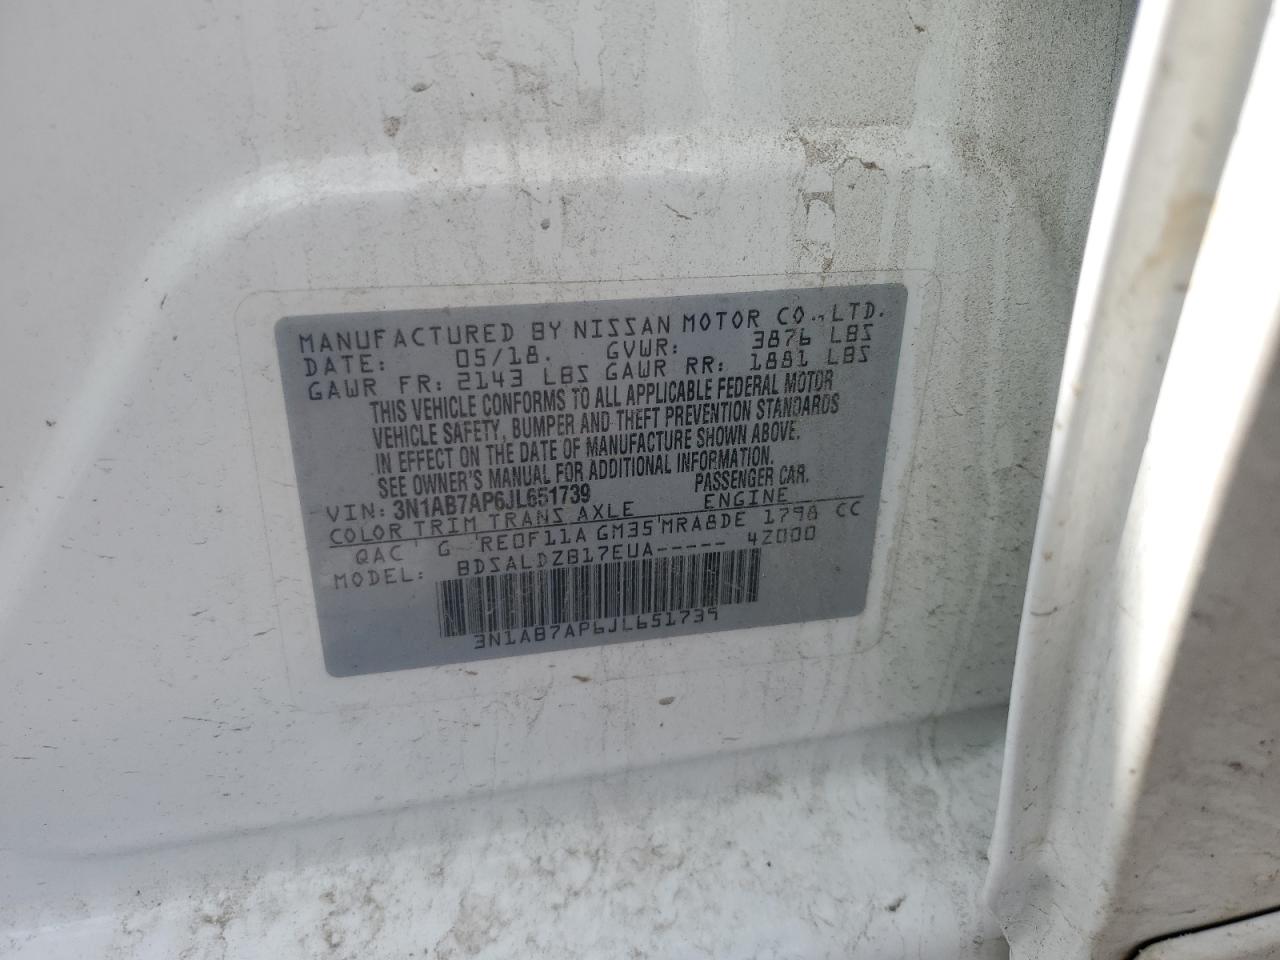 MANUFACTURED BY NISSAN MOTOR CO., LTD.
DATE: 05/18. GVWR: 3876 LBS
GAWR FR: 2143 LBS GAWR RR: 1881 LBS
THIS VEHICLE CONFORMS TO ALL APPLICABLE FEDERAL MOTOR
VEHICLE SAFETY, BUMPER AND THEFT PREVENTION STANDARDS
IN EFFECT ON THE DATE OF MANUFACTURE SHOWN ABOVE.
SEE OWNER'S MANUAL FOR ADDITIONAL INFORMATION.
VIN: 3N1AB7AP6JL651739 PASSENGER CAR.
COLOR TRIM TRANS AXLE ENGINE
QAC G RE0F11A GM35 MRA8DE 1798 CC
MODEL: BDSALDZB17EUA----- 4Z000
3N1AB7AP6JL651739